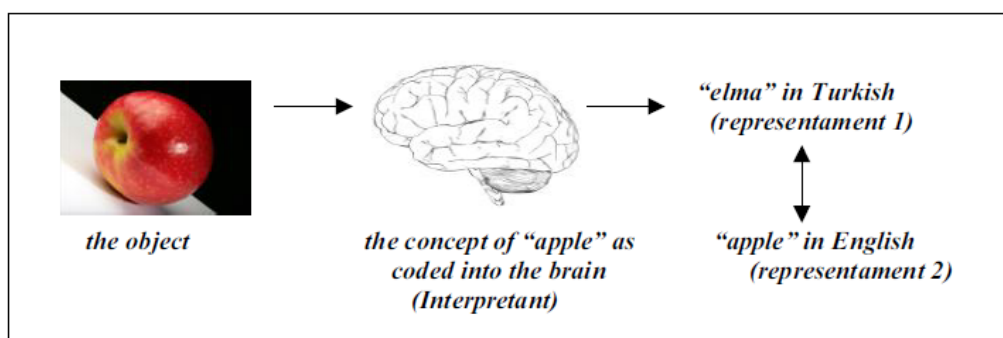 the object
the concept of “apple” as
coded into the brain
(Interpretant)
“elma” in Turkish
(representament 1)
“apple” in English
(representament 2)